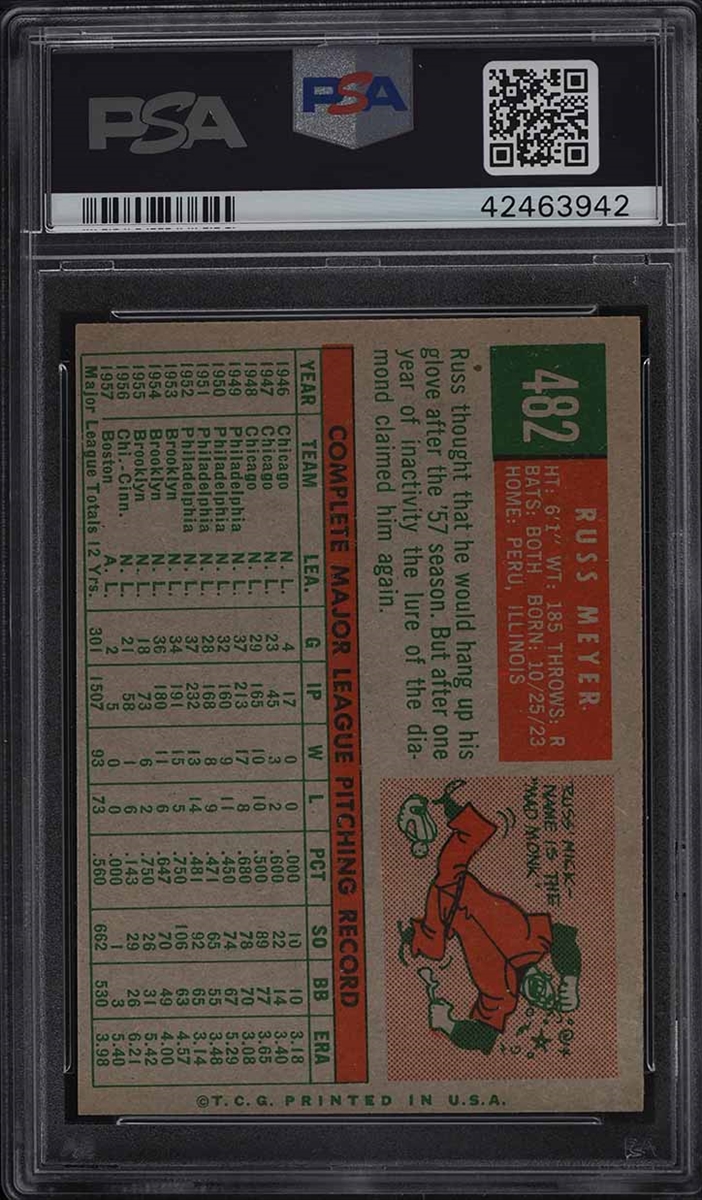 PSA
PSA
42463942
482
RUSS MEYER
HT: 6'1" WT: 185 THROWS: R
BATS: BOTH BORN: 10/25/23
HOME: PERU, ILLINOIS
Russ thought that he would hang up his
glove after the '57 season. But after one
year of inactivity the lure of the dia-
mond claimed him again.
RUSS' NICK-
NAME IS THE
"MAD MONK"
COMPLETE MAJOR LEAGUE PITCHING RECORD
YEAR TEAM LEA. G IP W L PCT SO BB ERA
1946 Chicago N. L. 4 17 0 0 .000 10 10 3.18
1947 Chicago N. L. 23 45 3 2 .600 22 14 3.40
1948 Chicago N. L. 29 165 10 10 .500 89 77 3.65
1949 Philadelphia N. L. 37 213 17 8 .680 78 70 3.08
1950 Philadelphia N. L. 32 160 9 11 .450 74 67 5.29
1951 Philadelphia N. L. 28 168 8 9 .471 65 55 3.48
1952 Philadelphia N. L. 37 232 13 14 .481 92 65 3.14
1953 Brooklyn N. L. 34 191 15 5 .750 106 63 4.57
1954 Brooklyn N. L. 36 180 11 6 .647 70 49 4.00
1955 Brooklyn N. L. 18 73 6 2 .750 26 31 5.42
1956 Chi.-Cinn. N. L. 21 58 1 6 .143 29 26 6.21
1957 Boston A. L. 2 5 0 0 .000 1 3 5.40
Major League Totals 12 Yrs. 301 1507 93 73 .560 662 530 3.98
©T.C.G. PRINTED IN U.S.A.
PSA